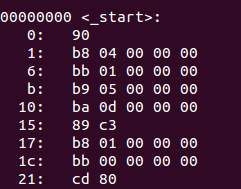 00000000 <_start>:
0: 90
1: b8 04 00 00 00
6: bb 01 00 00 00
b: b9 05 00 00 00
10: ba 0d 00 00 00
15: 89 c3
17: b8 01 00 00 00
1c: bb 00 00 00 00
21: cd 80